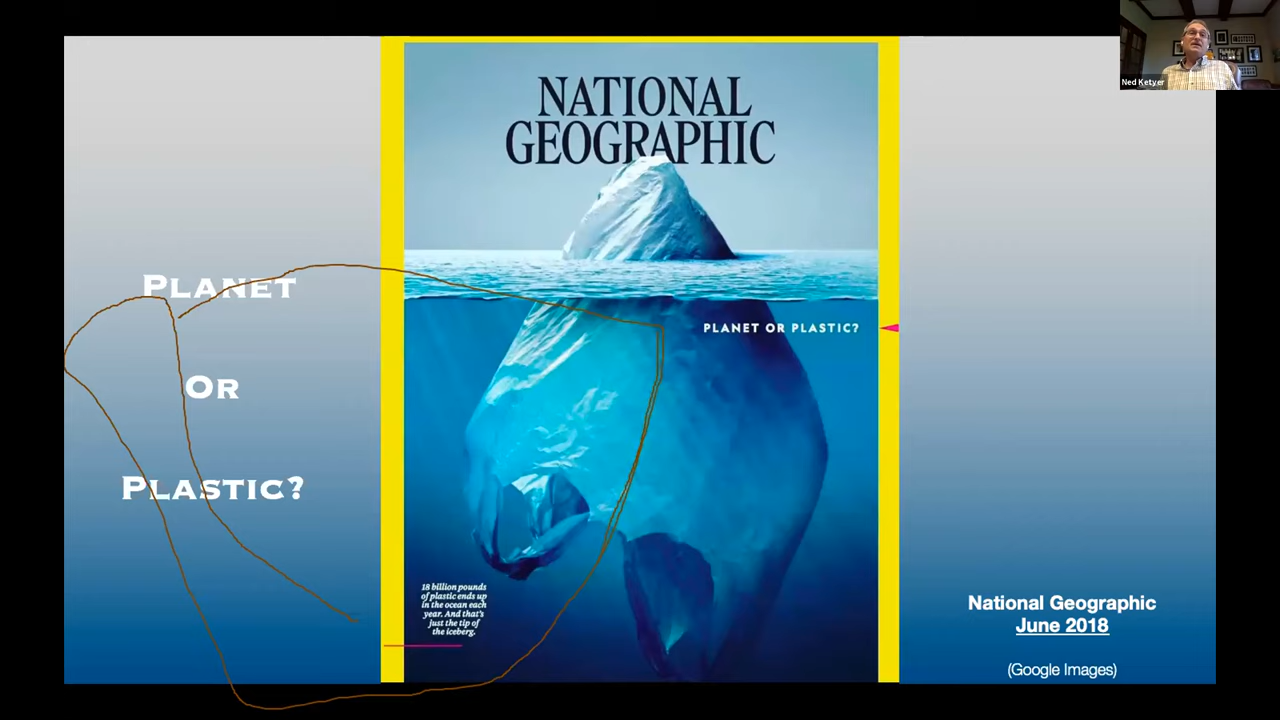 Ned Ketyer
NATIONAL
GEOGRAPHIC
PLANET
OR
PLASTIC?
PLANET OR PLASTIC?
18 billion pounds
of plastic ends up
in the ocean each
year. And that's
just the tip of
the iceberg.
National Geographic
June 2018
(Google Images)